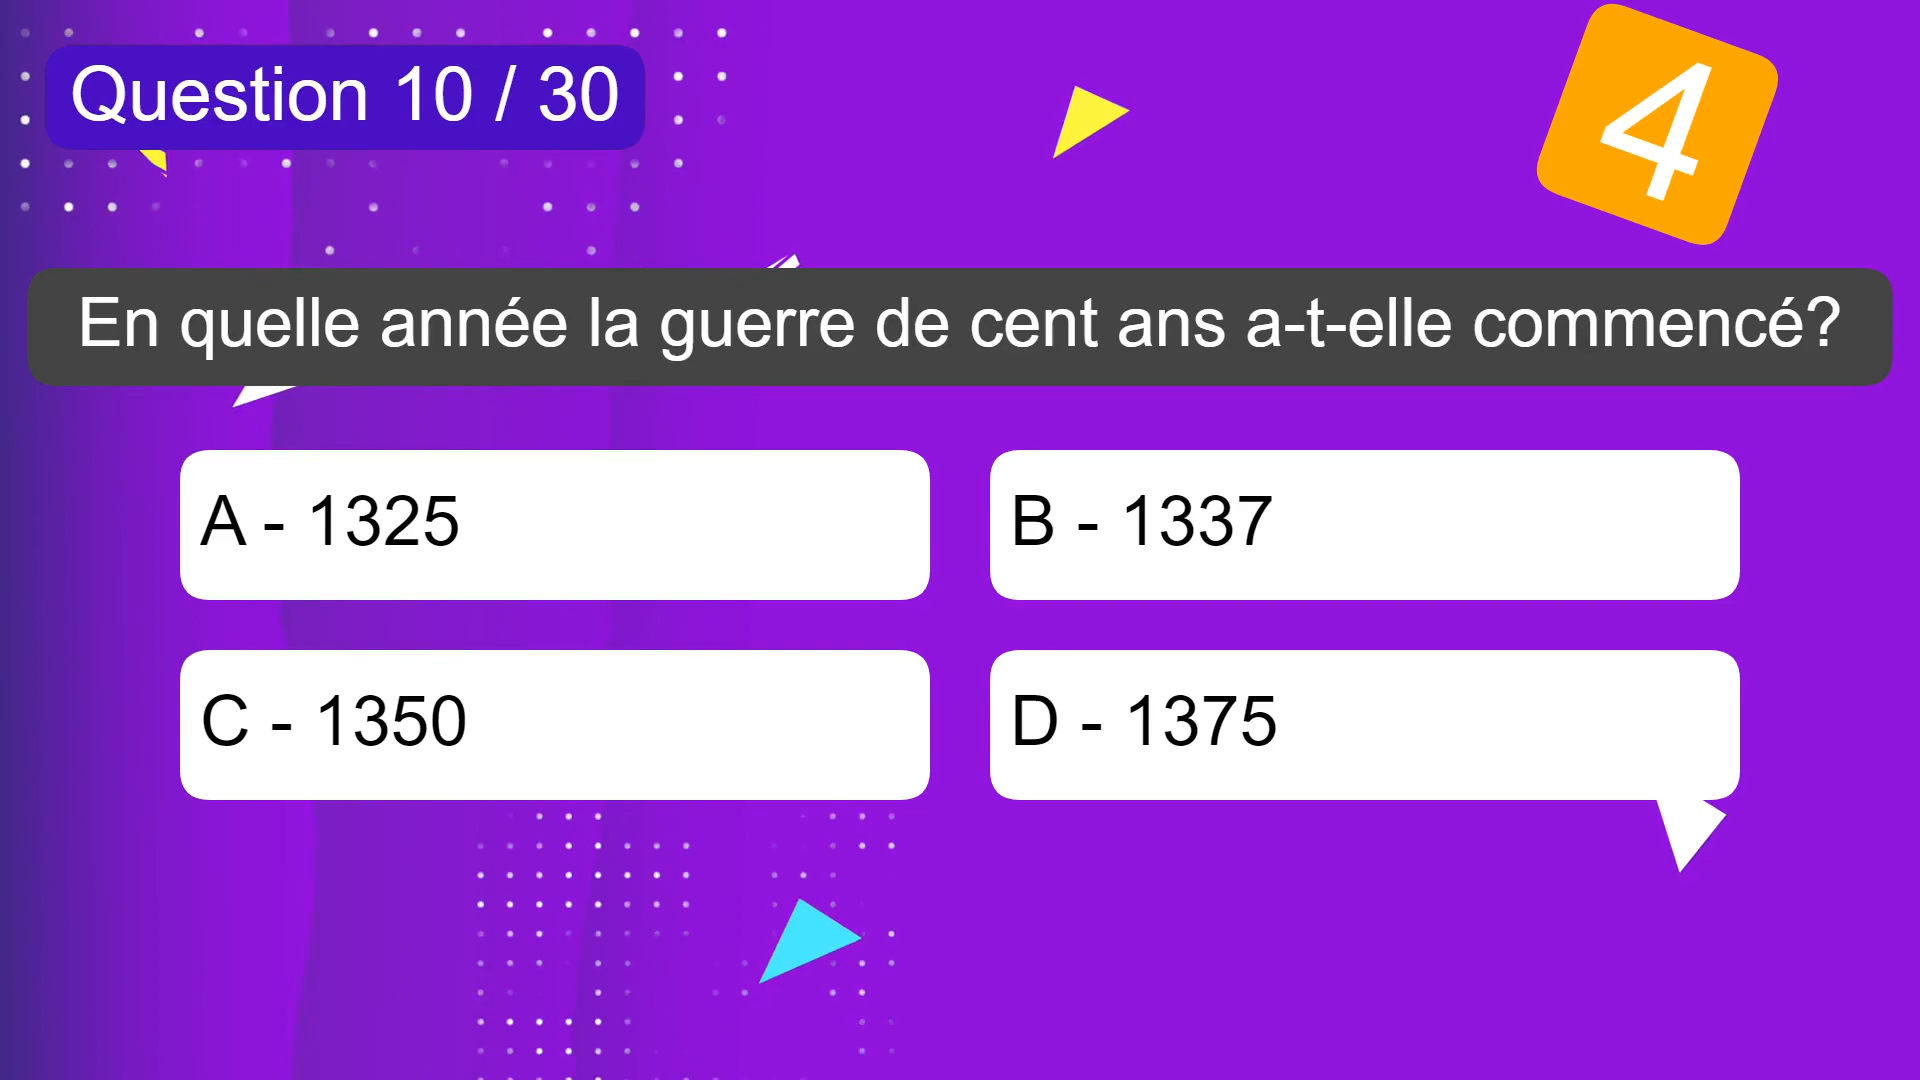 Question 10 / 30
4
En quelle année la guerre de cent ans a-t-elle commencé?
A - 1325
B - 1337
C - 1350
D - 1375